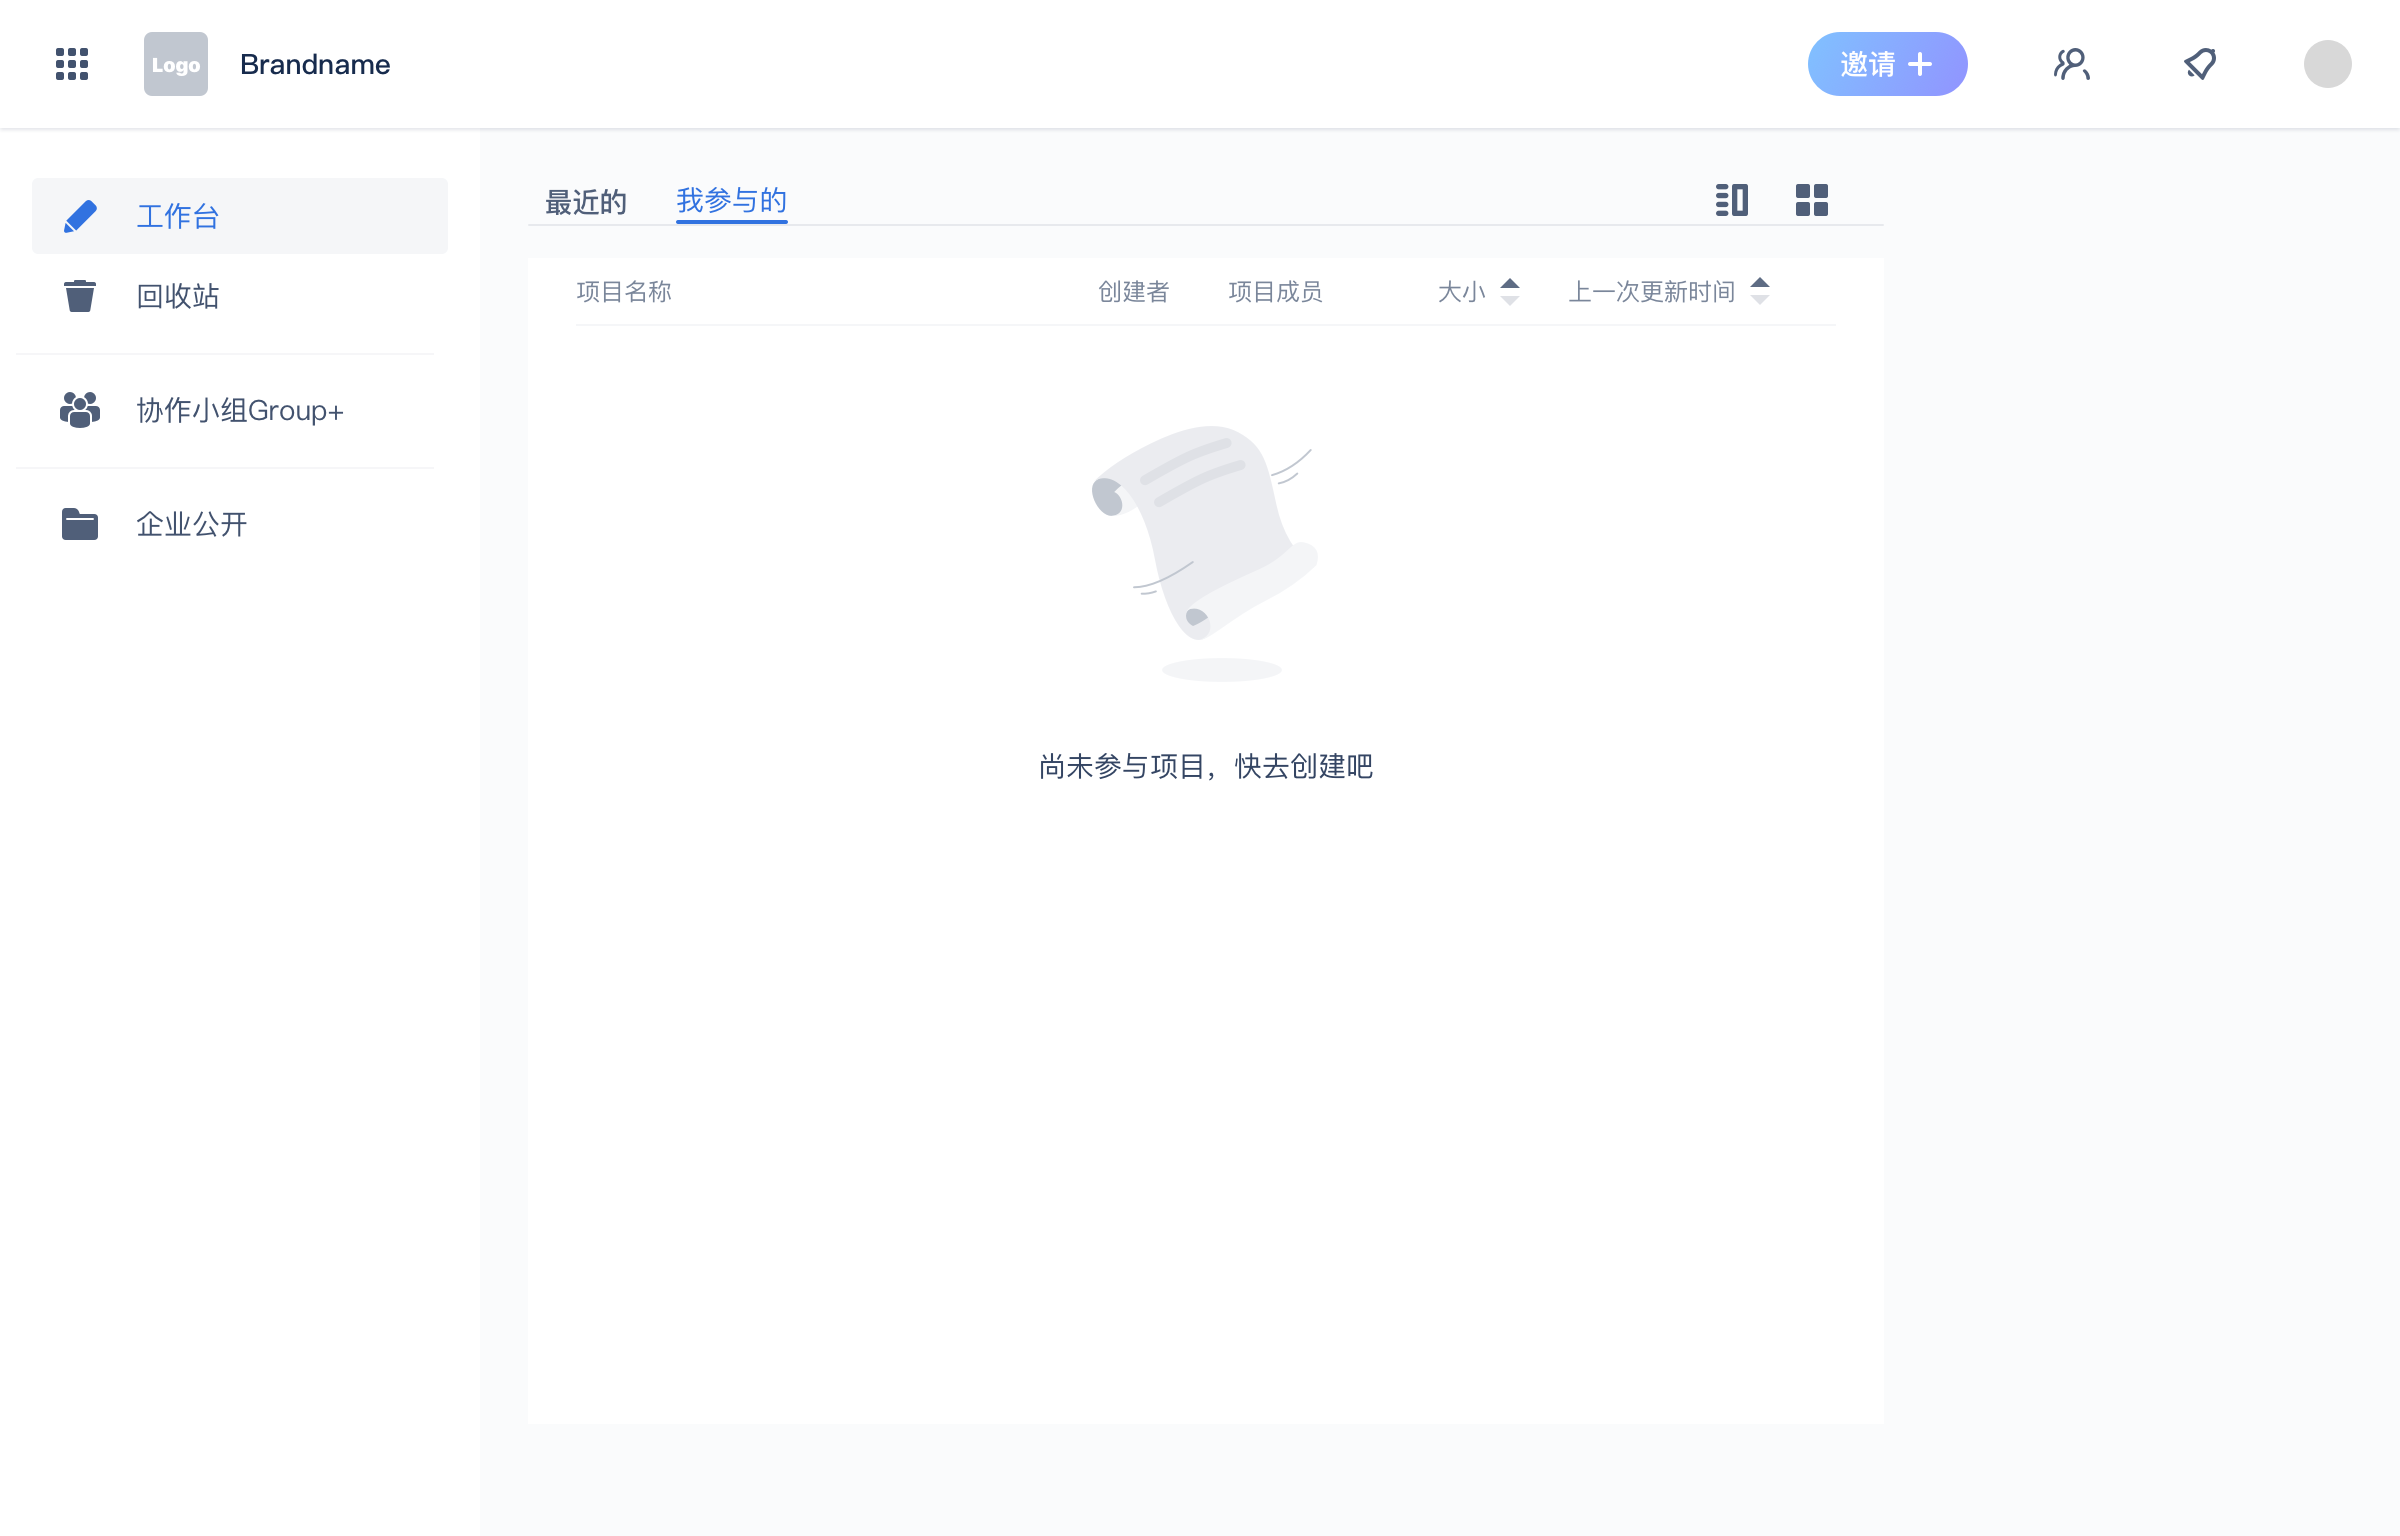 Logo
Brandname
邀请
工作台
回收站
协作小组Group+
企业公开
最近的
我参与的
项目名称
创建者
项目成员
大小
上一次更新时间
尚未参与项目，快去创建吧